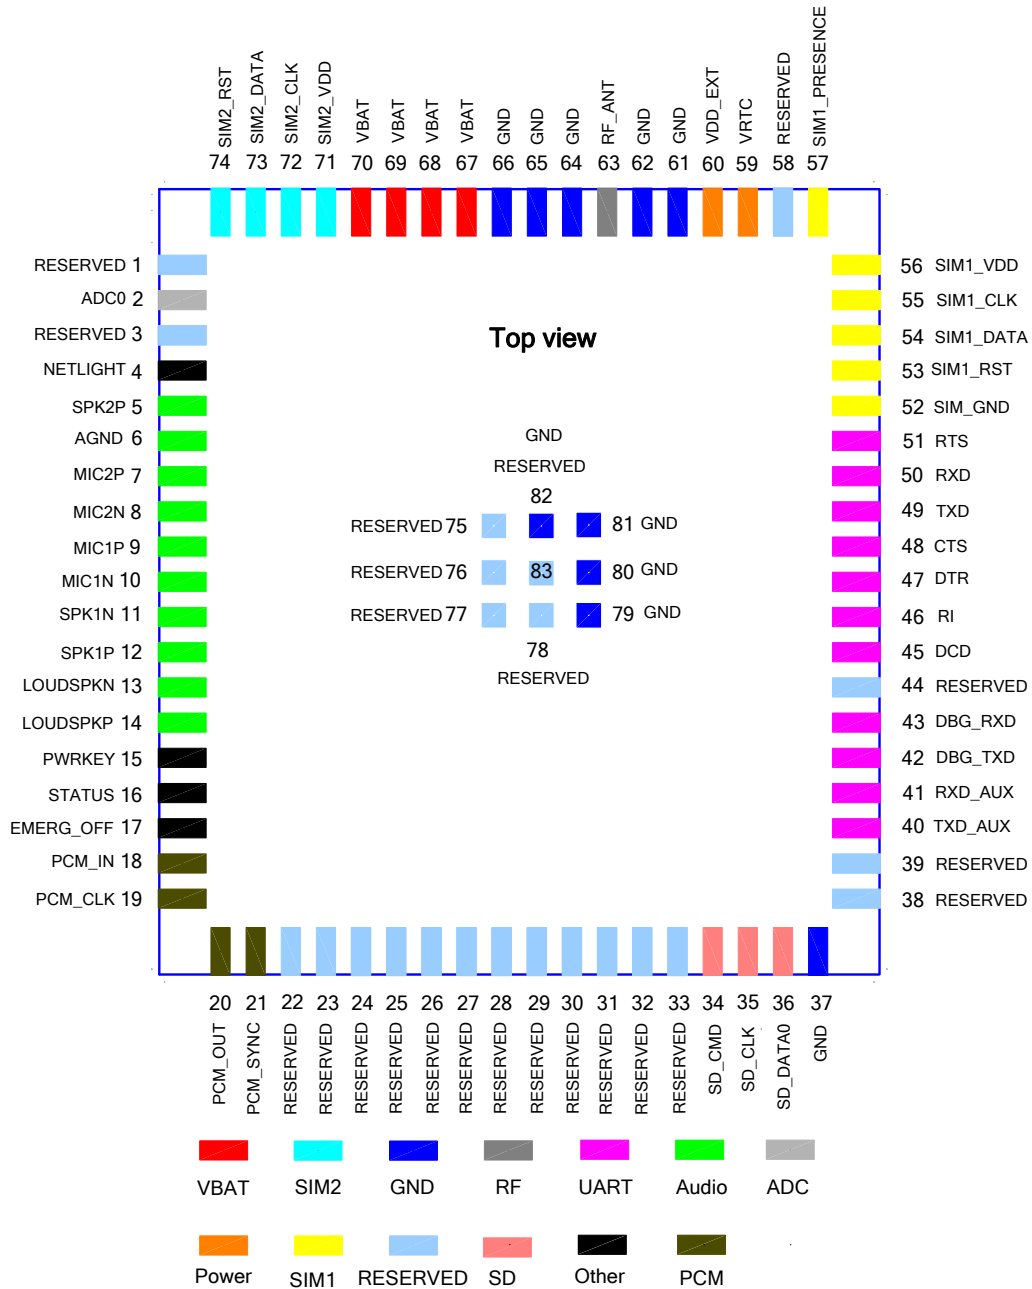 SIM2_RST
SIM2_DATA
SIM2_CLK
SIM2_VDD
VBAT
VBAT
VBAT
VBAT
GND
GND
GND
RF_ANT
GND
GND
VDD_EXT
VRTC
RESERVED
SIM1_PRESENCE
74 73 72 71 70 69 68 67 66 65 64 63 62 61 60 59 58 57
RESERVED 1
ADC0 2
RESERVED 3
NETLIGHT 4
SPK2P 5
AGND 6
MIC2P 7
MIC2N 8
MIC1P 9
MIC1N 10
SPK1N 11
SPK1P 12
LOUDSPKN 13
LOUDSPKP 14
PWRKEY 15
STATUS 16
EMERG_OFF 17
PCM_IN 18
PCM_CLK 19
Top view
GND
RESERVED
82
RESERVED 75
81 GND
RESERVED 76
83
80 GND
RESERVED 77
79 GND
78
RESERVED
56 SIM1_VDD
55 SIM1_CLK
54 SIM1_DATA
53 SIM1_RST
52 SIM_GND
51 RTS
50 RXD
49 TXD
48 CTS
47 DTR
46 RI
45 DCD
44 RESERVED
43 DBG_RXD
42 DBG_TXD
41 RXD_AUX
40 TXD_AUX
39 RESERVED
38 RESERVED
20 21 22 23 24 25 26 27 28 29 30 31 32 33 34 35 36 37
PCM_OUT
PCM_SYNC
RESERVED
RESERVED
RESERVED
RESERVED
RESERVED
RESERVED
RESERVED
RESERVED
RESERVED
RESERVED
RESERVED
RESERVED
SD_CMD
SD_CLK
SD_DATA0
GND
VBAT SIM2 GND RF UART Audio ADC
Power SIM1 RESERVED SD Other PCM